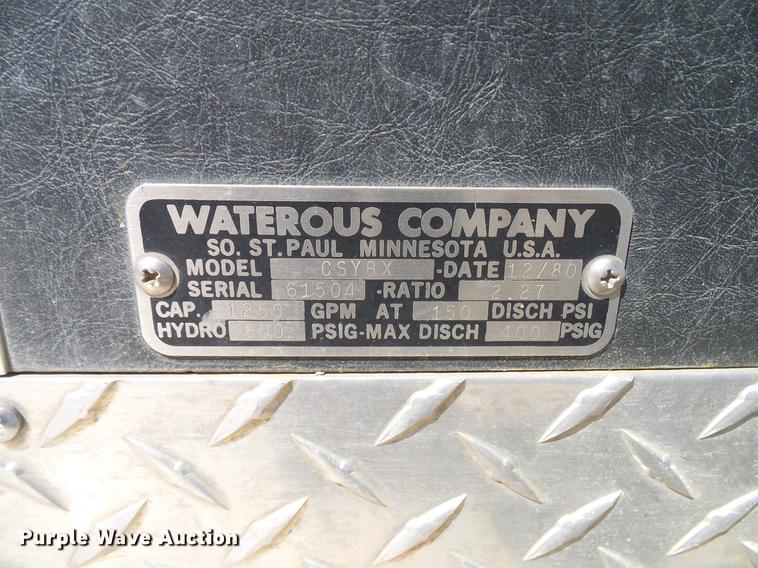 WATEROUS COMPANY
SO. ST. PAUL MINNESOTA U.S.A.
MODEL CSYBX -DATE 12/80
SERIAL 61504 -RATIO 2.27
CAP. 1250 GPM AT 150 DISCH PSI
HYDRO 600 PSIG-MAX DISCH 400 PSIG
Purple Wave Auction